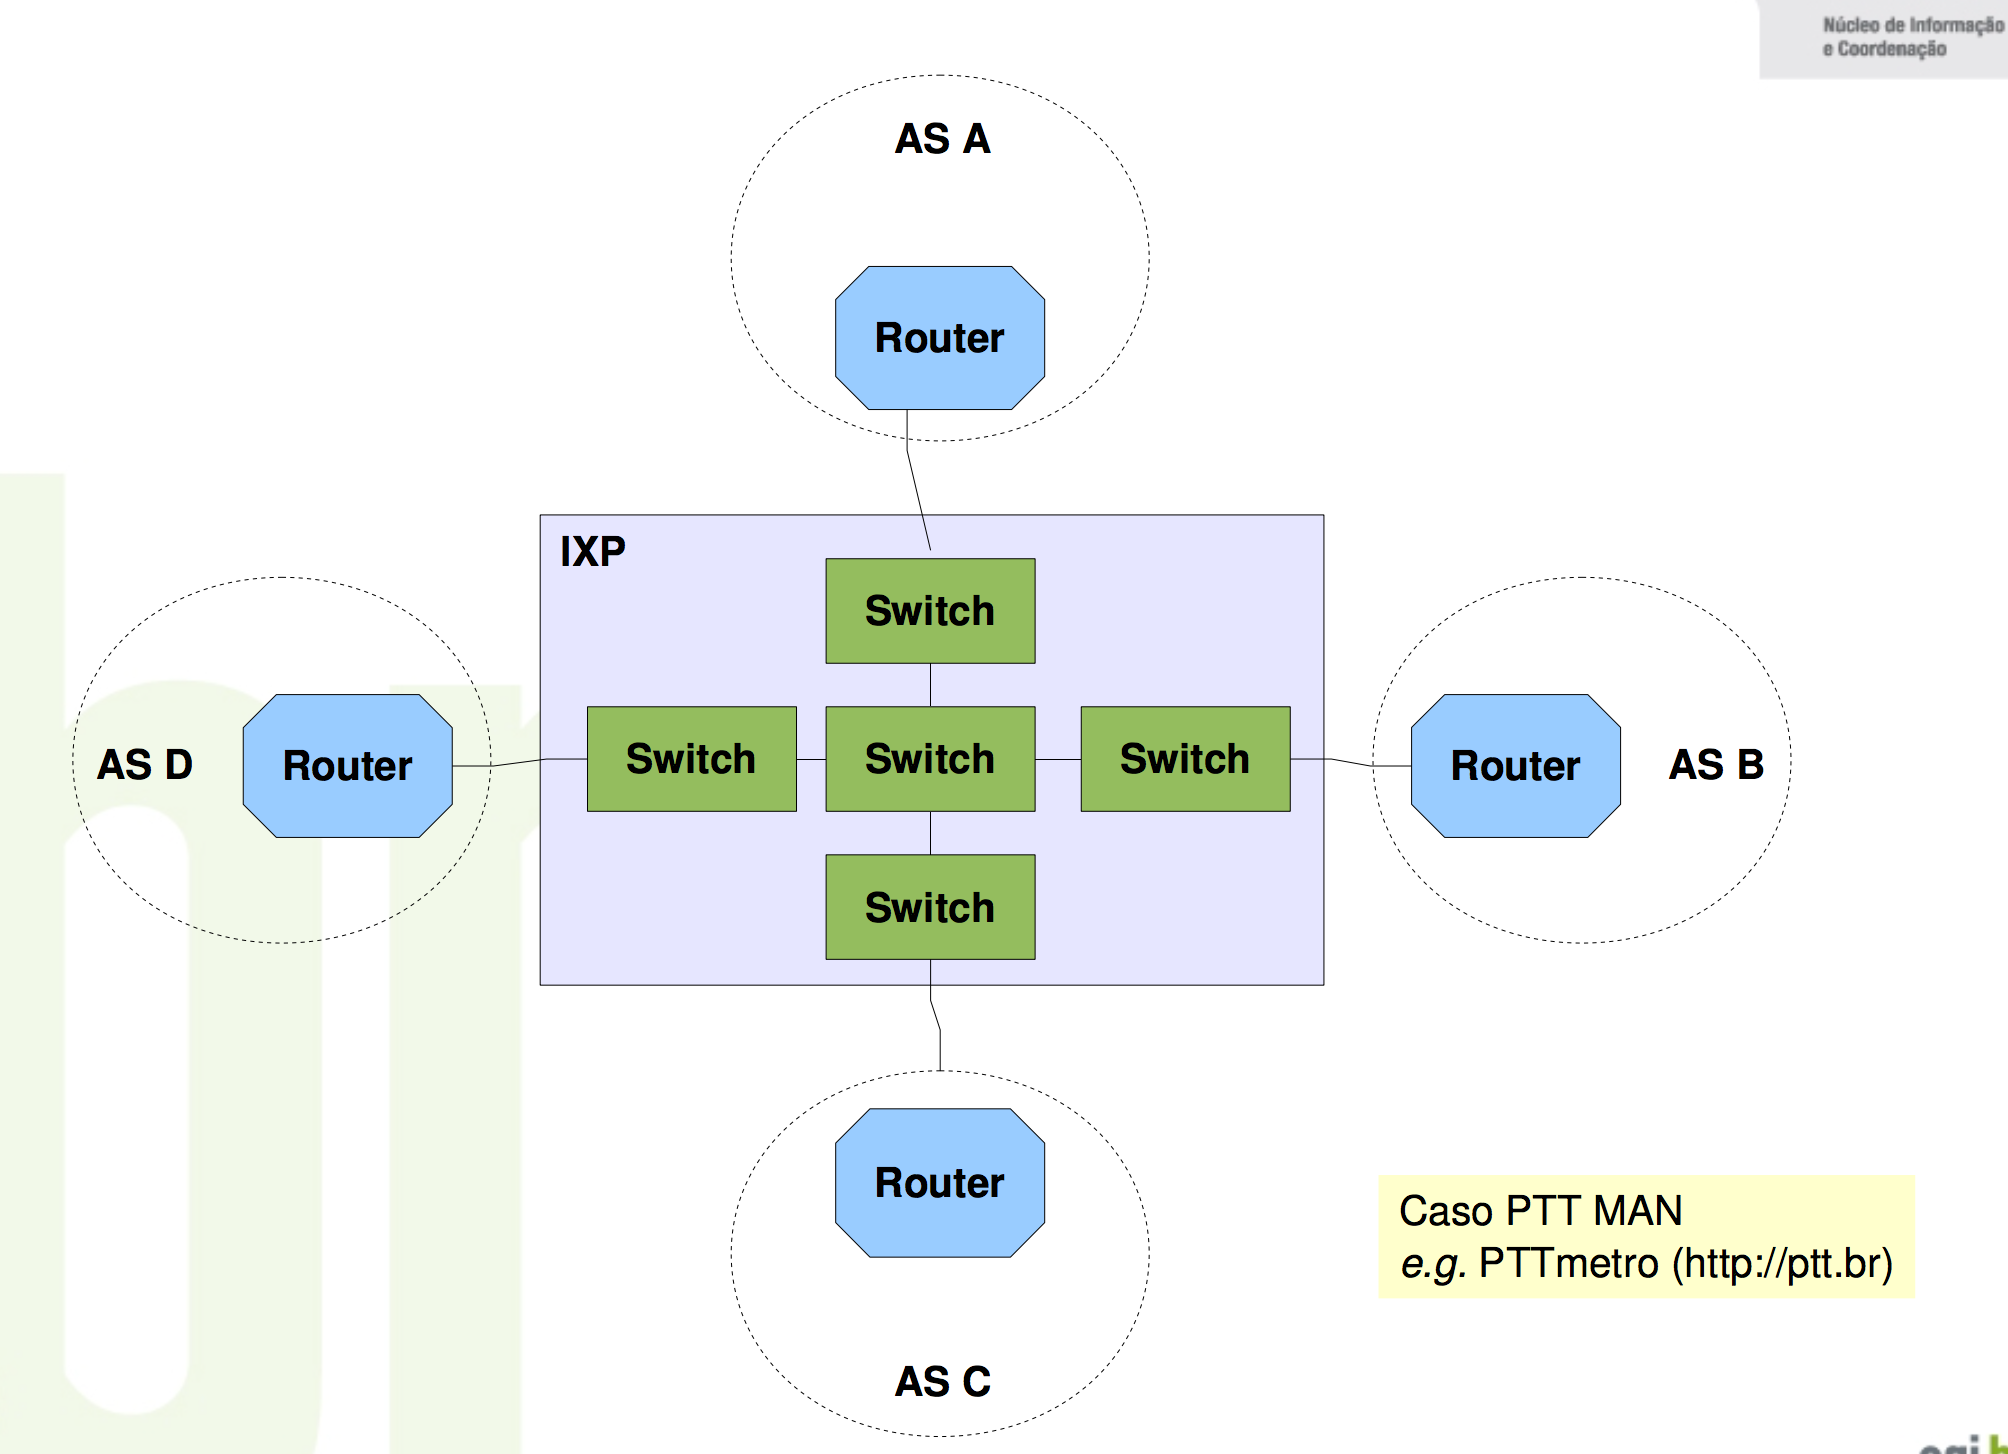 Núcleo de Informação
e Coordenação
AS A
Router
IXP
Switch
AS D
Router
Switch
Switch
Switch
Router
AS B
Switch
Router
AS C
Caso PTT MAN
e.g. PTTmetro (http://ptt.br)
br